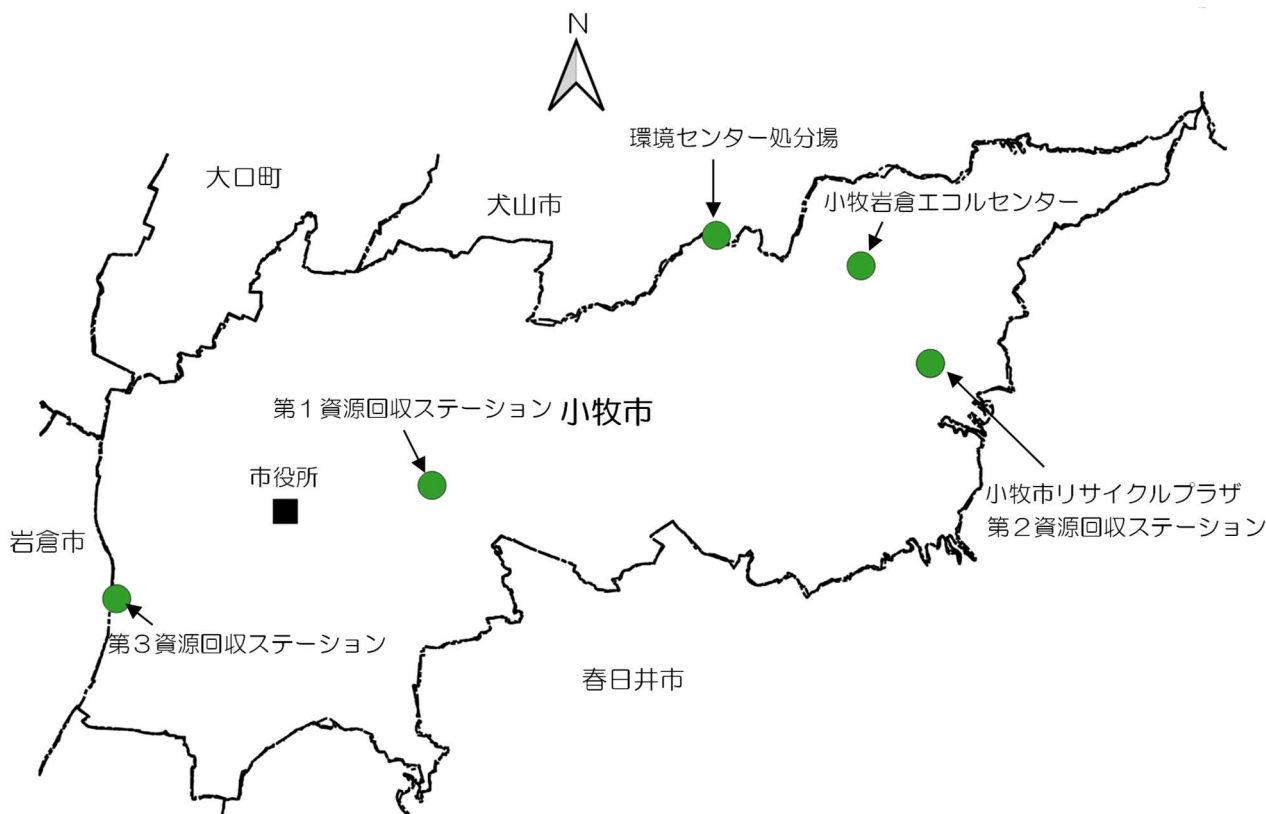 N
環境センター処分場
大口町
犬山市
小牧岩倉エコルセンター
第１資源回収ステーション
小牧市
市役所
小牧市リサイクルプラザ
第２資源回収ステーション
岩倉市
第３資源回収ステーション
春日井市